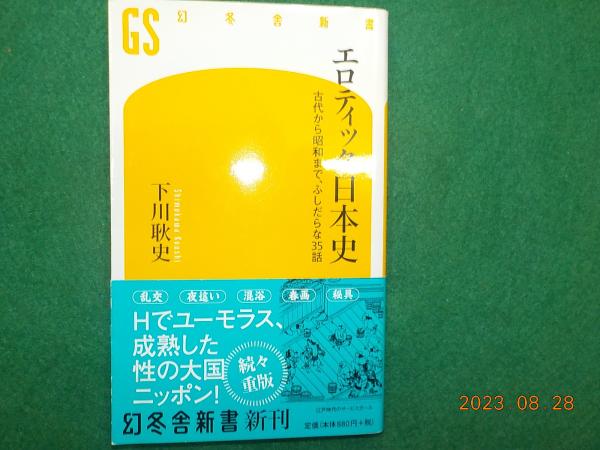 GS 幻冬舎新書
エロティック日本史
古代から昭和まで、ふしだらな35話
下川耿史
Shimokawa Koushi
乱交 夜這い 混浴 春画 秘具
Hでユーモラス、
成熟した
性の大国
ニッポン!
続々
重版
幻冬舎新書 新刊
定価(本体880円+税)
2023.08.28